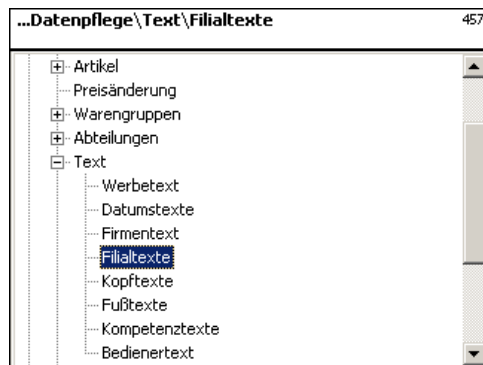 ...Datenpflege\Text\Filialtexte 457
Artikel
Preisänderung
Warengruppen
Abteilungen
Text
Werbetext
Datumstexte
Firmentext
Filialtexte
Kopftexte
Fußtexte
Kompetenztexte
Bedienertext